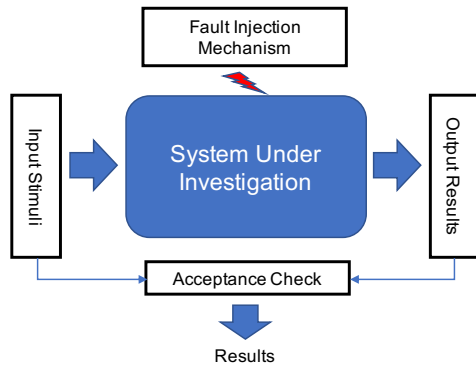 Fault Injection
Mechanism
Input Stimuli
System Under
Investigation
Output Results
Acceptance Check
Results